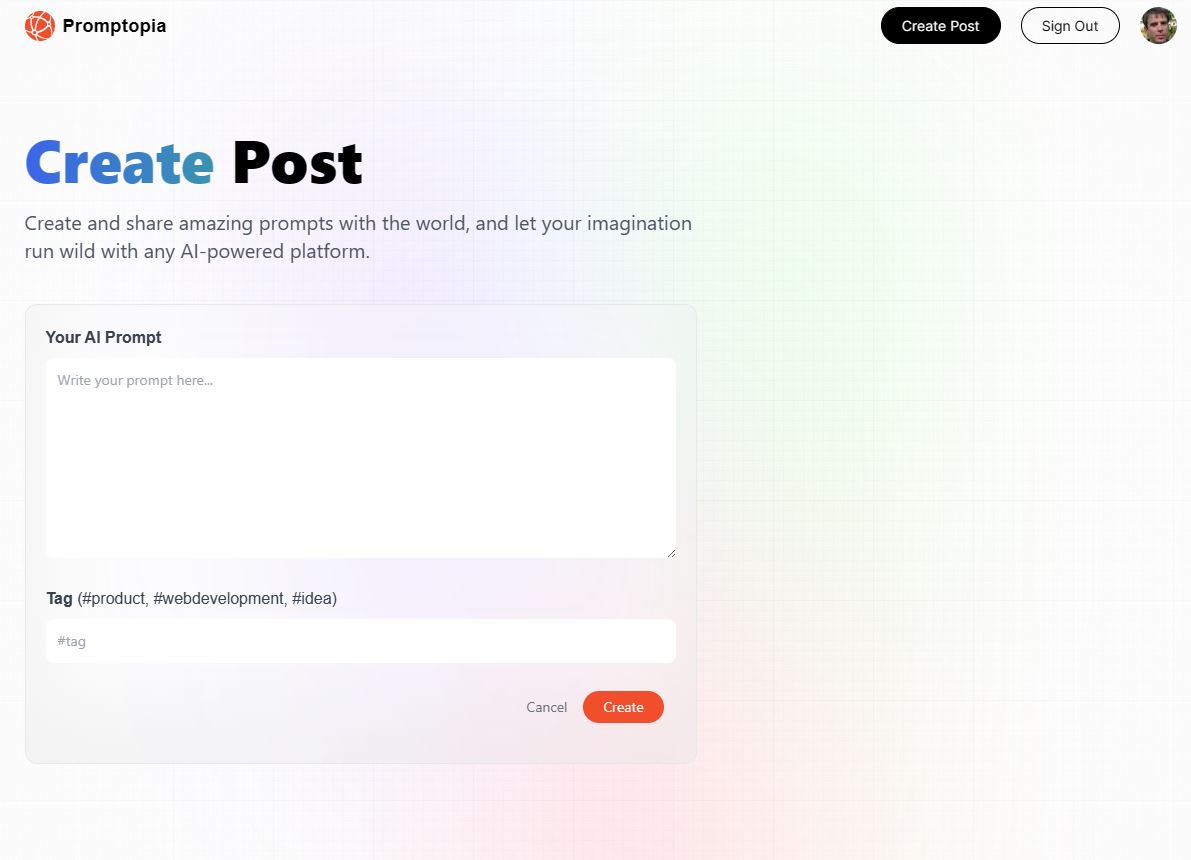 Promptopia
Create Post
Sign Out
Create Post
Create and share amazing prompts with the world, and let your imagination
run wild with any AI-powered platform.
Your AI Prompt
Write your prompt here...
Tag (#product, #webdevelopment, #idea)
#tag
Cancel
Create